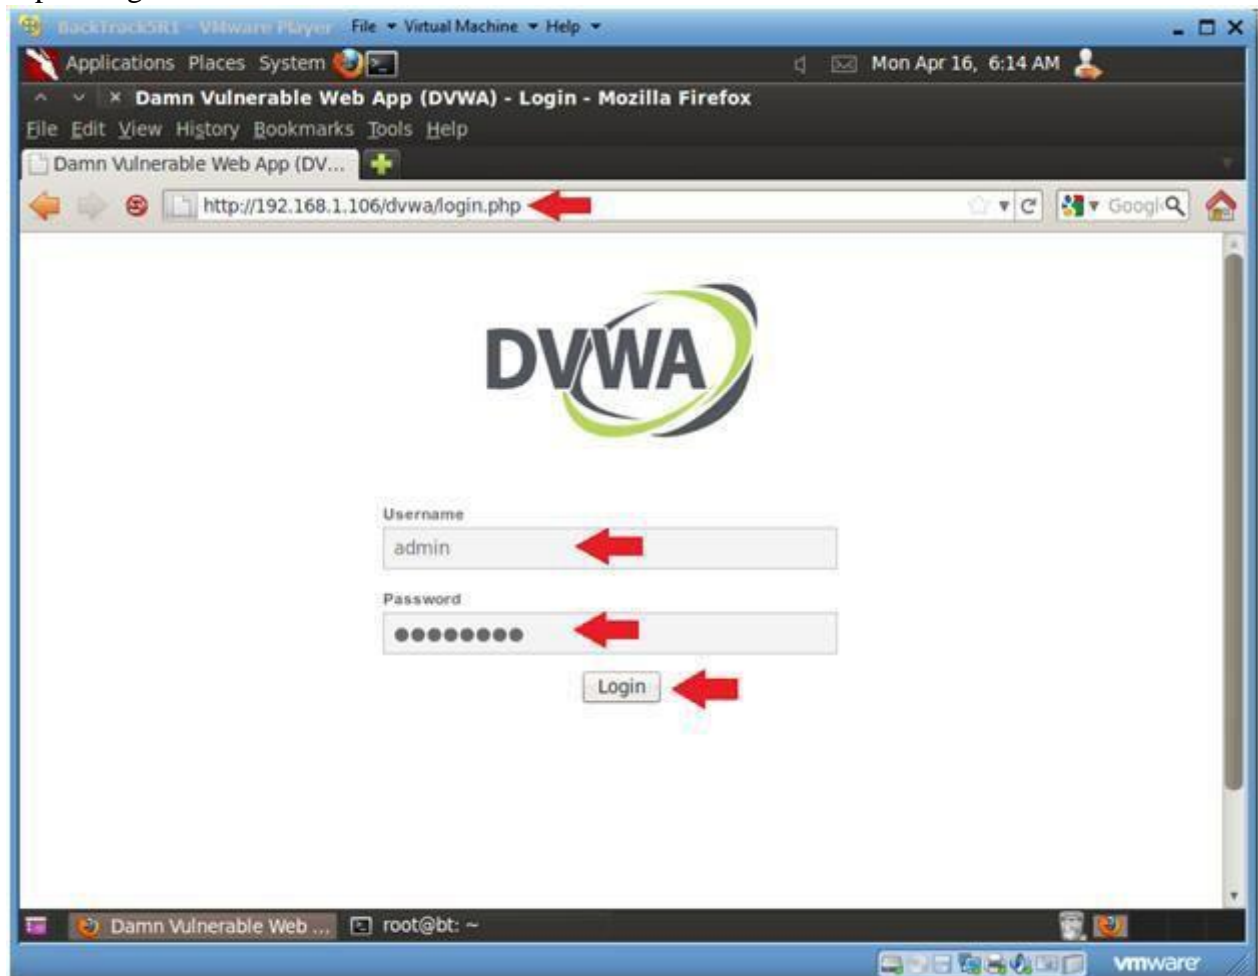 BackTrack5R1 - VMware Player File Virtual Machine Help
Applications Places System Mon Apr 16, 6:14 AM
Damn Vulnerable Web App (DVWA) - Login - Mozilla Firefox
File Edit View History Bookmarks Tools Help
Damn Vulnerable Web App (DV...
http://192.168.1.106/dvwa/login.php Googl
DVWA
Username
admin
Password
Login
Damn Vulnerable Web ... root@bt: ~
vmware